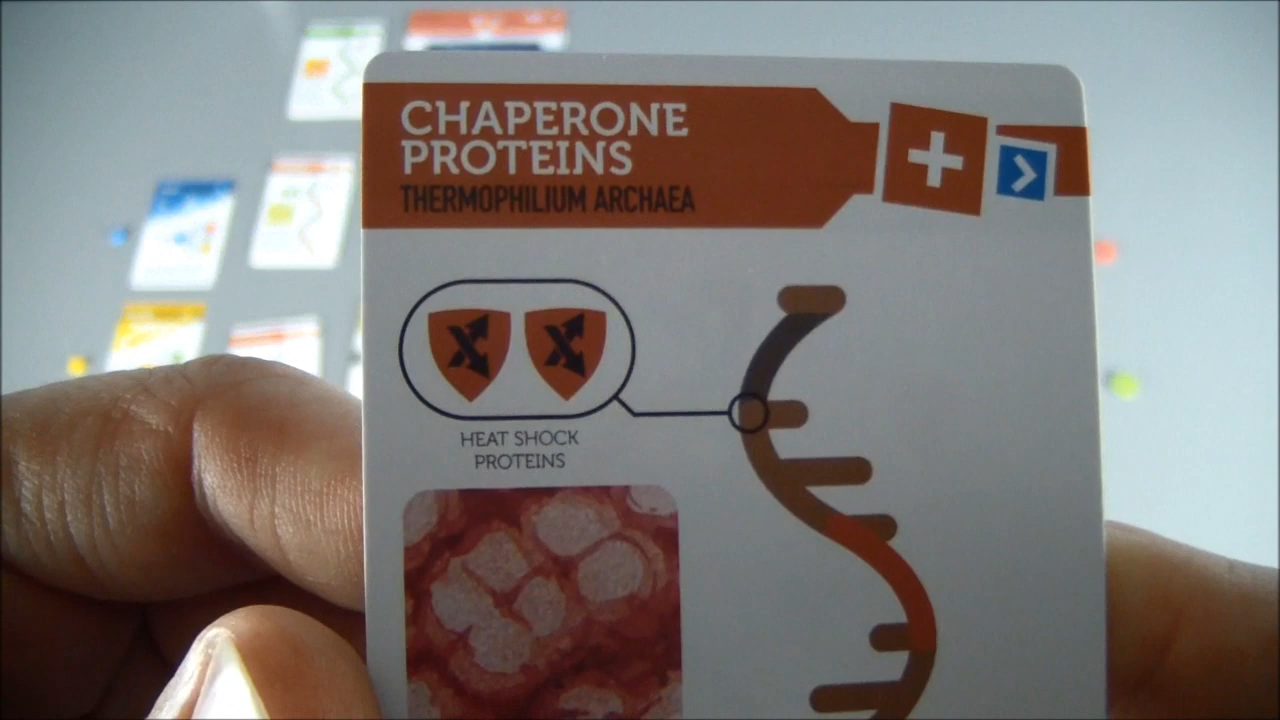 CHAPERONE
PROTEINS
THERMOPHILIUM ARCHAEA
HEAT SHOCK
PROTEINS